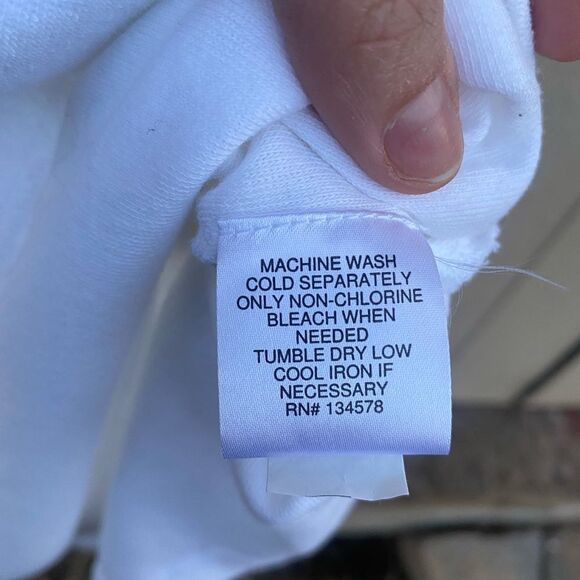 MACHINE WASH
COLD SEPARATELY
ONLY NON-CHLORINE
BLEACH WHEN
NEEDED
TUMBLE DRY LOW
COOL IRON IF
NECESSARY
RN# 134578